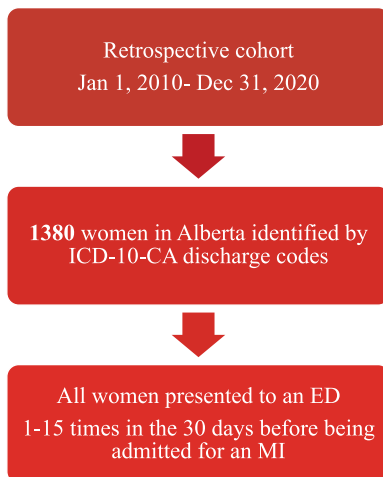 Retrospective cohort
Jan 1, 2010- Dec 31, 2020
1380 women in Alberta identified by
ICD-10-CA discharge codes
All women presented to an ED
1-15 times in the 30 days before being
admitted for an MI